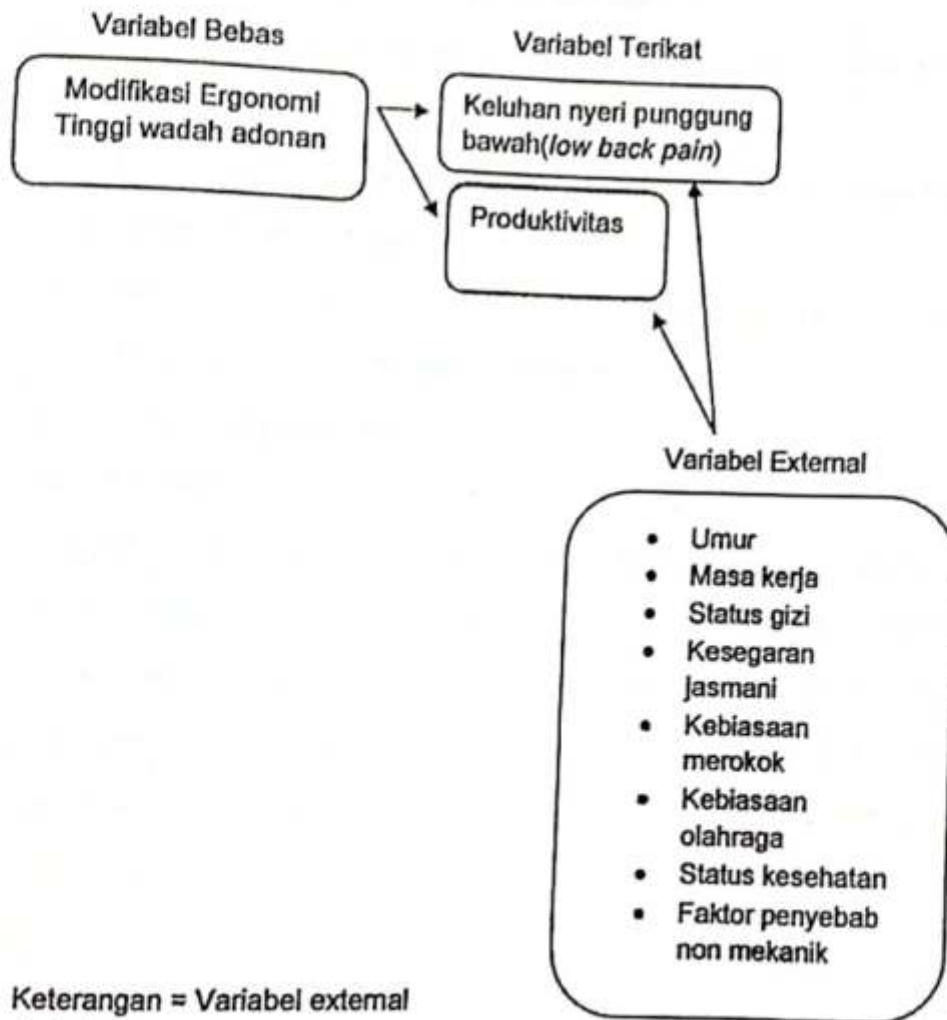 Variabel Bebas
Variabel Terikat
Modifikasi Ergonomi
Tinggi wadah adonan
Keluhan nyeri punggung
bawah(low back pain)
Produktivitas
Variabel External
• Umur
• Masa kerja
• Status gizi
• Kesegaran
jasmani
• Kebiasaan
merokok
• Kebiasaan
olahraga
• Status kesehatan
• Faktor penyebab
non mekanik
Keterangan = Variabel external